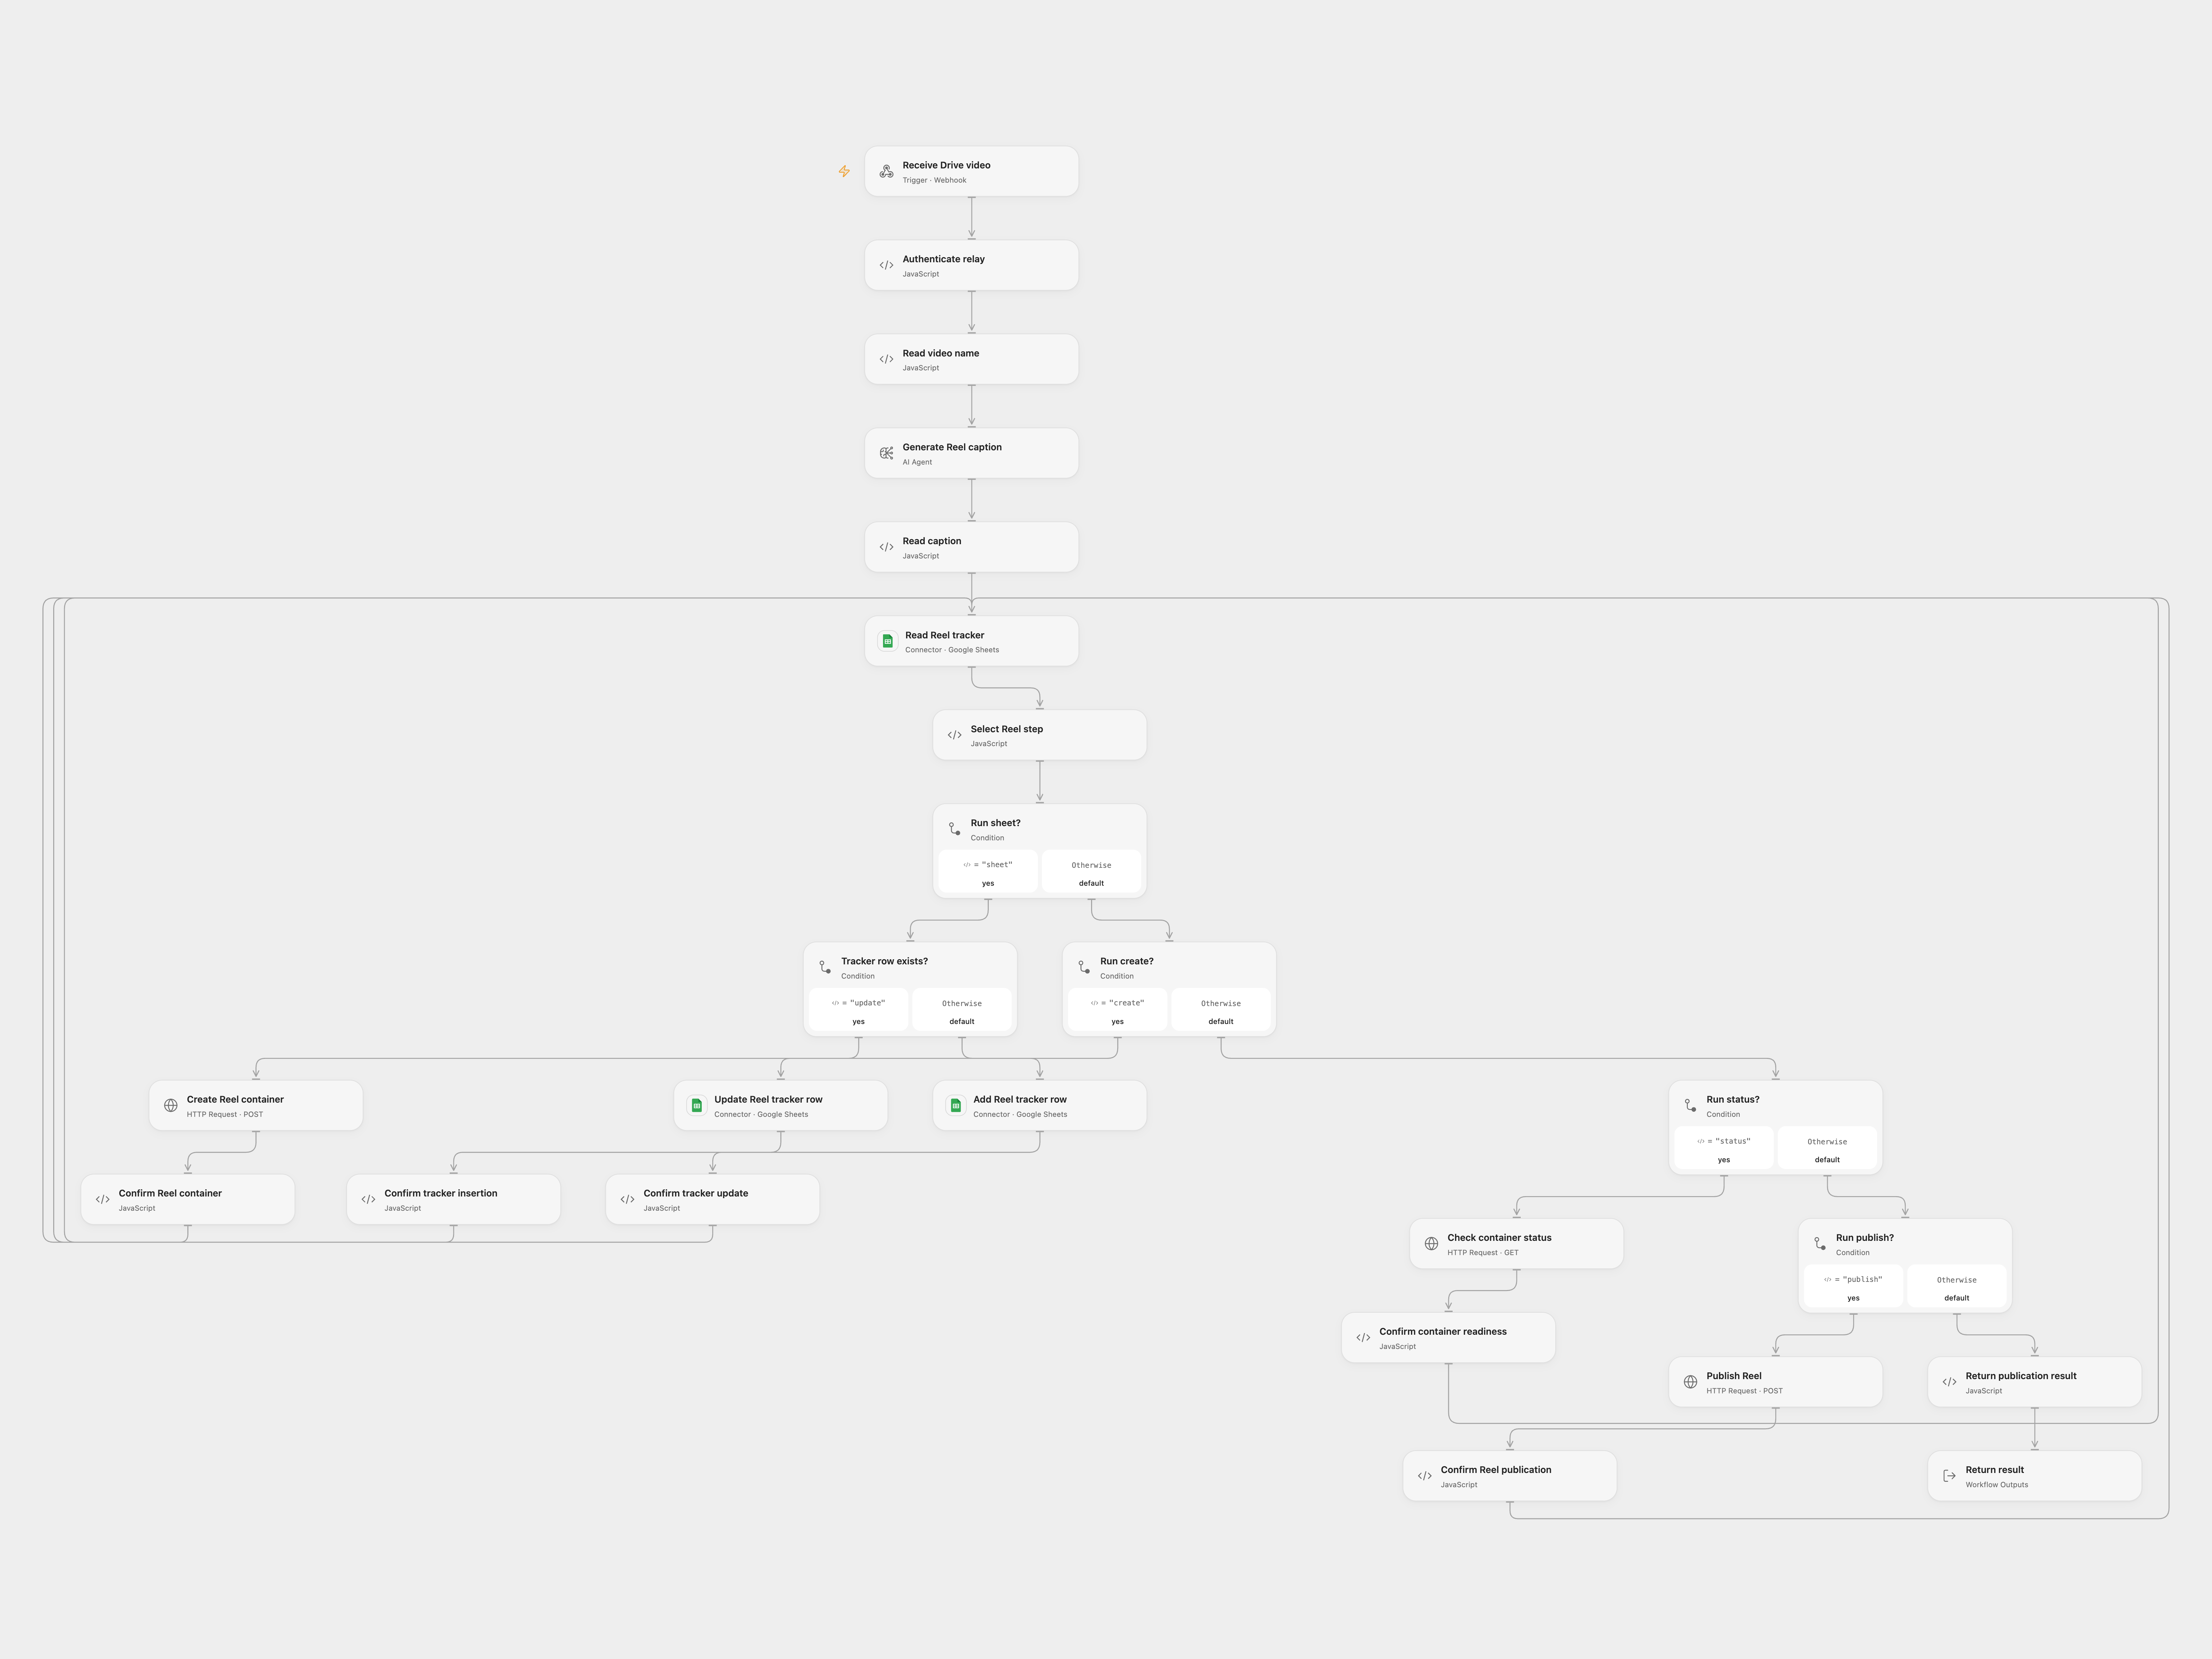 Receive Drive video
Trigger · Webhook
Authenticate relay
JavaScript
Read video name
JavaScript
Generate Reel caption
AI Agent
Read caption
JavaScript
Read Reel tracker
Connector · Google Sheets
Select Reel step
JavaScript
Run sheet?
Condition
</> = "sheet"
yes
Otherwise
default
Tracker row exists?
Condition
</> = "update"
yes
Otherwise
default
Run create?
Condition
</> = "create"
yes
Otherwise
default
Create Reel container
HTTP Request · POST
Update Reel tracker row
Connector · Google Sheets
Add Reel tracker row
Connector · Google Sheets
Run status?
Condition
</> = "status"
yes
Otherwise
default
Confirm Reel container
JavaScript
Confirm tracker insertion
JavaScript
Confirm tracker update
JavaScript
Check container status
HTTP Request · GET
Run publish?
Condition
</> = "publish"
yes
Otherwise
default
Confirm container readiness
JavaScript
Publish Reel
HTTP Request · POST
Return publication result
JavaScript
Confirm Reel publication
JavaScript
Return result
Workflow Outputs